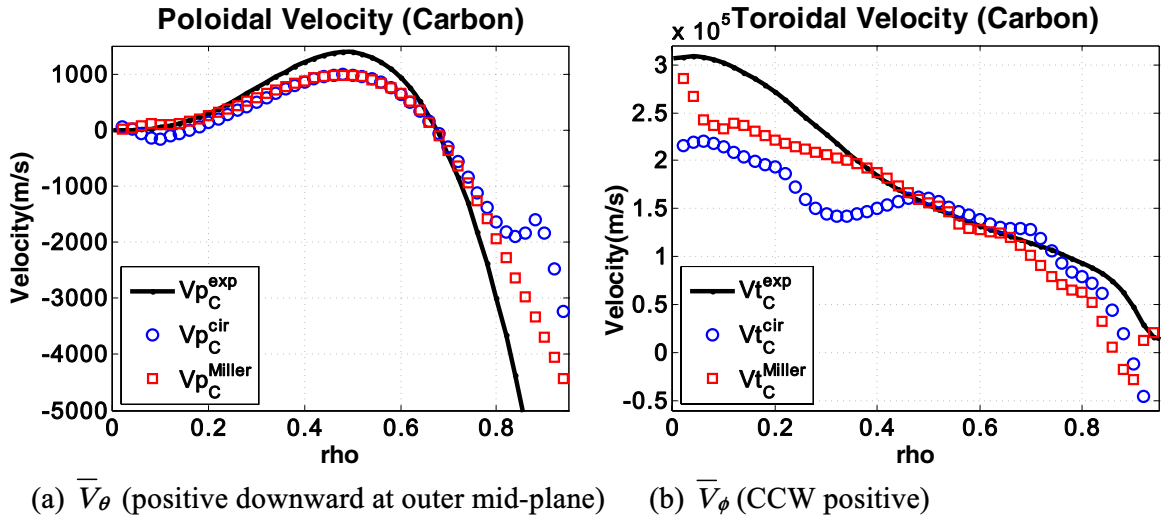 Poloidal Velocity (Carbon)
Velocity(m/s)
1000
0
-1000
-2000
-3000
-4000
-5000
0 0.2 0.4 0.6 0.8
rho
Vp_C^exp
Vp_C^cir
Vp_C^Miller
(a) V̅_θ (positive downward at outer mid-plane)
Toroidal Velocity (Carbon)
x 10^5
Velocity(m/s)
3
2.5
2
1.5
1
0.5
0
-0.5
0 0.2 0.4 0.6 0.8
rho
Vt_C^exp
Vt_C^cir
Vt_C^Miller
(b) V̅_ϕ (CCW positive)